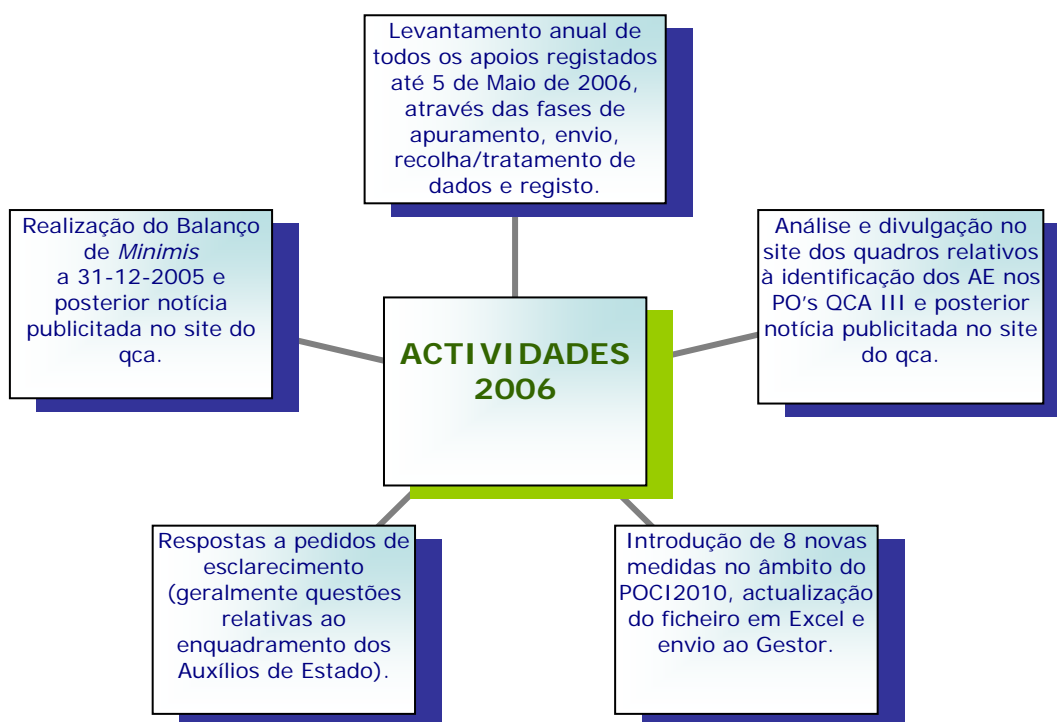 Levantamento anual de
todos os apoios registados
até 5 de Maio de 2006,
através das fases de
apuramento, envio,
recolha/tratamento de
dados e registo.
Realização do Balanço
de Minimis
a 31-12-2005 e
posterior notícia
publicitada no site do
qca.
Análise e divulgação no
site dos quadros relativos
à identificação dos AE nos
PO's QCA III e posterior
notícia publicitada no site
do qca.
ACTIVIDADES
2006
Respostas a pedidos de
esclarecimento
(geralmente questões
relativas ao
enquadramento dos
Auxílios de Estado).
Introdução de 8 novas
medidas no âmbito do
POCI2010, actualização
do ficheiro em Excel e
envio ao Gestor.